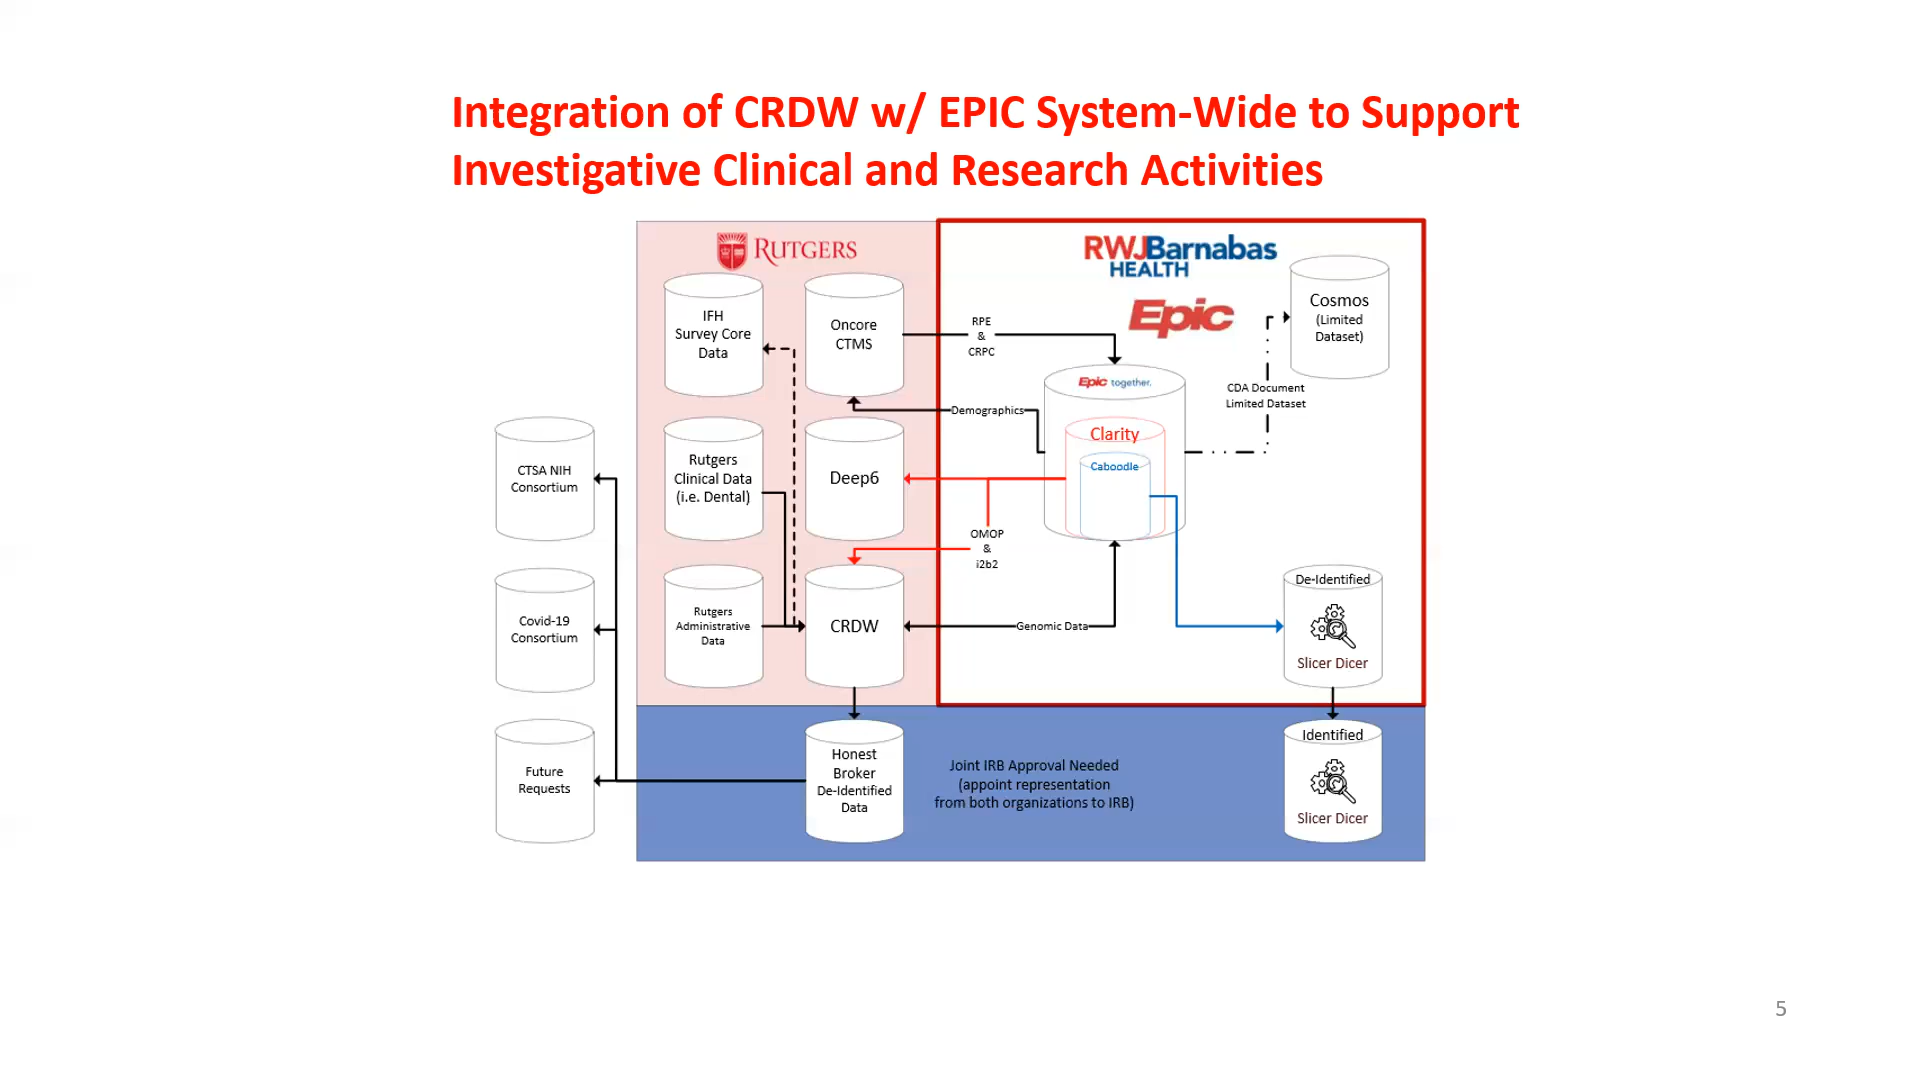 Integration of CRDW w/ EPIC System-Wide to Support
Investigative Clinical and Research Activities
RUTGERS
RWJBarnabas
HEALTH
Epic
IFH
Survey Core
Data
Oncore
CTMS
RPE
&
CRPC
Cosmos
(Limited
Dataset)
Epic together.
CDA Document
Limited Dataset
Demographics
CTSA NIH
Consortium
Rutgers
Clinical Data
(i.e. Dental)
Deep6
Clarity
Caboodle
OMOP
&
i2b2
Covid-19
Consortium
Rutgers
Administrative
Data
CRDW
Genomic Data
De-Identified
Slicer Dicer
Future
Requests
Honest
Broker
De-Identified
Data
Joint IRB Approval Needed
(appoint representation
from both organizations to IRB)
Identified
Slicer Dicer
5